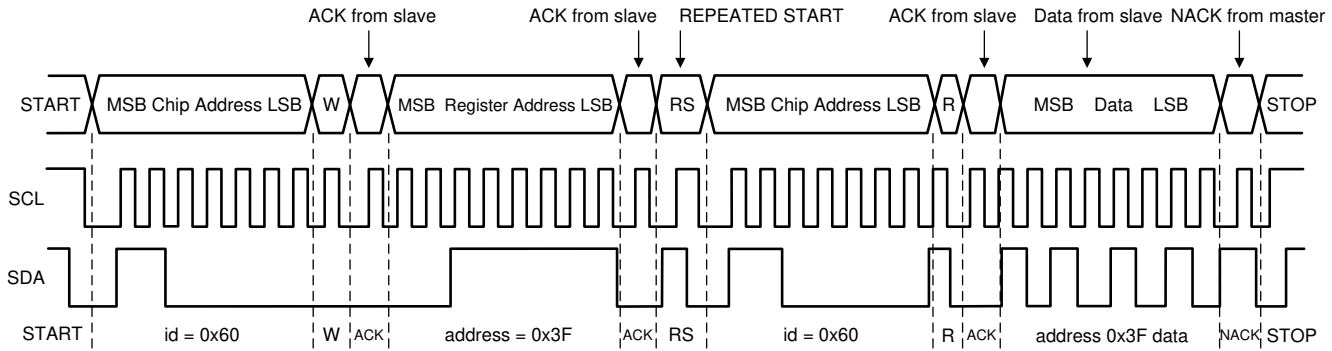 ACK from slave ACK from slave REPEATED START ACK from slave Data from slave NACK from master
START MSB Chip Address LSB W MSB Register Address LSB RS MSB Chip Address LSB R MSB Data LSB STOP
SCL
SDA
START id = 0x60 W ACK address = 0x3F ACK RS id = 0x60 R ACK address 0x3F data NACK STOP